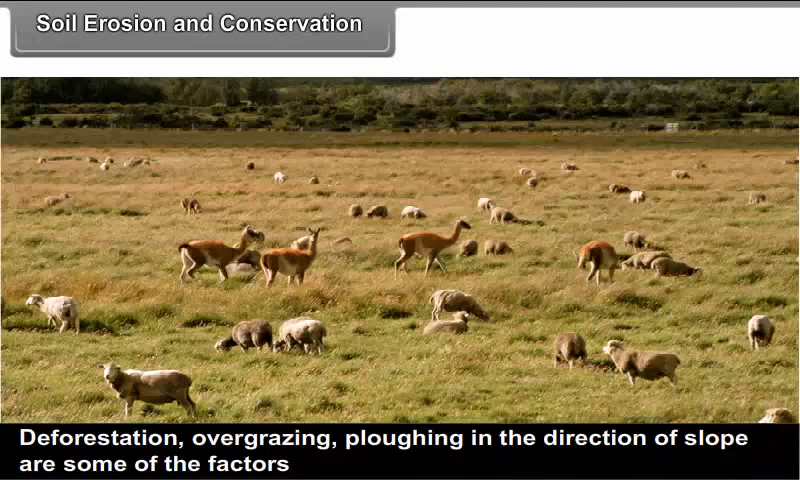 Soil Erosion and Conservation
Deforestation, overgrazing, ploughing in the direction of slope
are some of the factors